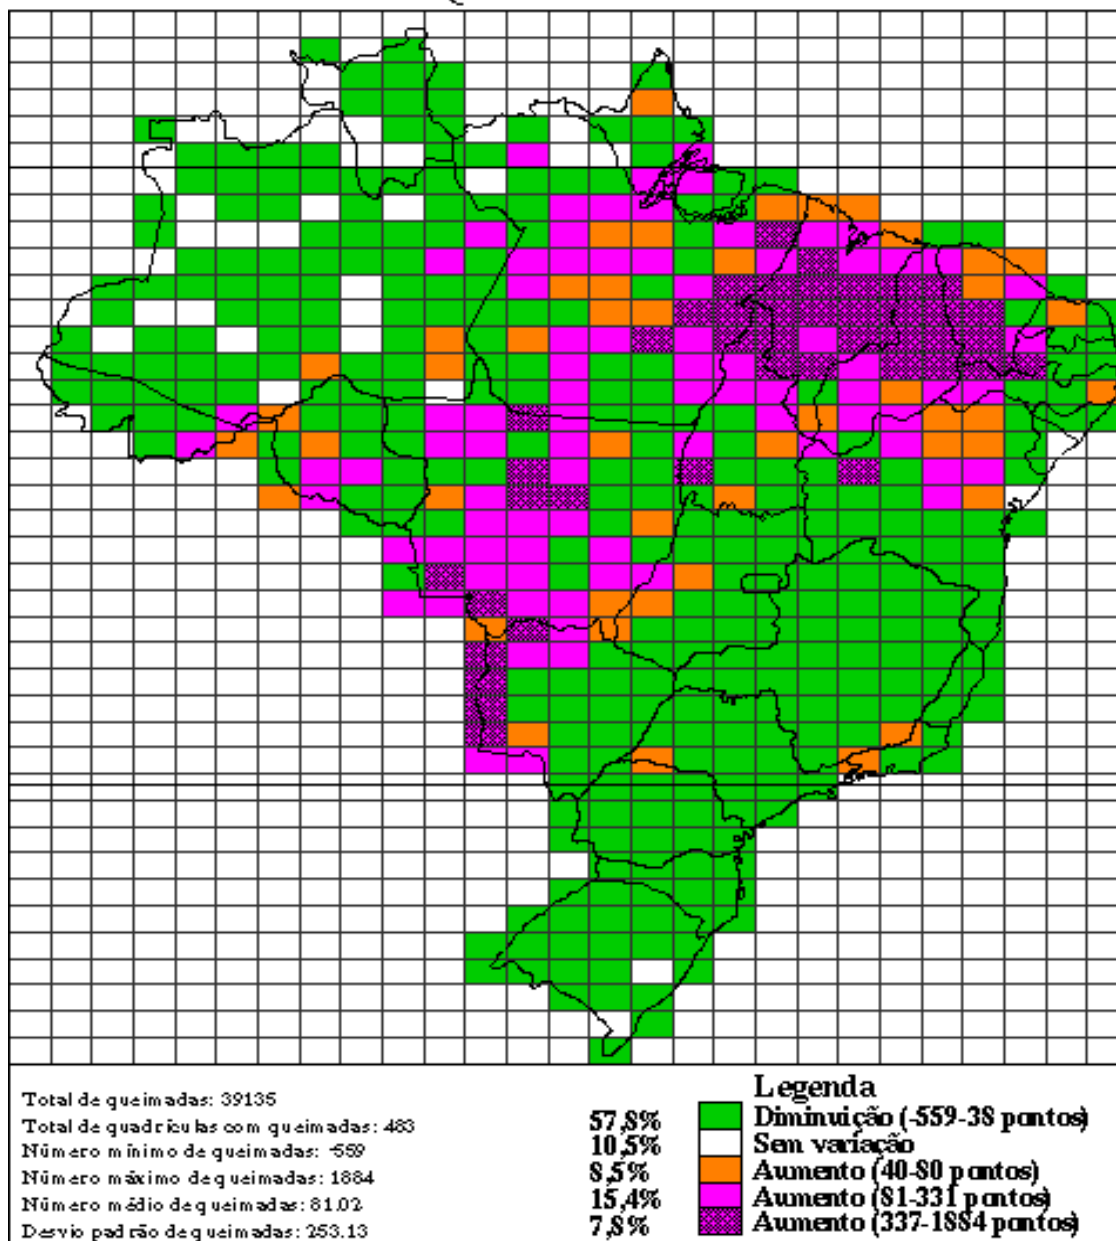 Total de queimadas: 39135
Total de quadrículas com queimadas: 483
Número mínimo de queimadas: -559
Número máximo de queimadas: 1884
Número médio de queimadas: 81.02
Desvio padrão de queimadas: 253.13
Legenda
57,8% Diminuição (-559-38 pontos)
10,5% Sem variação
8,5% Aumento (40-80 pontos)
15,4% Aumento (81-331 pontos)
7,8% Aumento (337-1884 pontos)